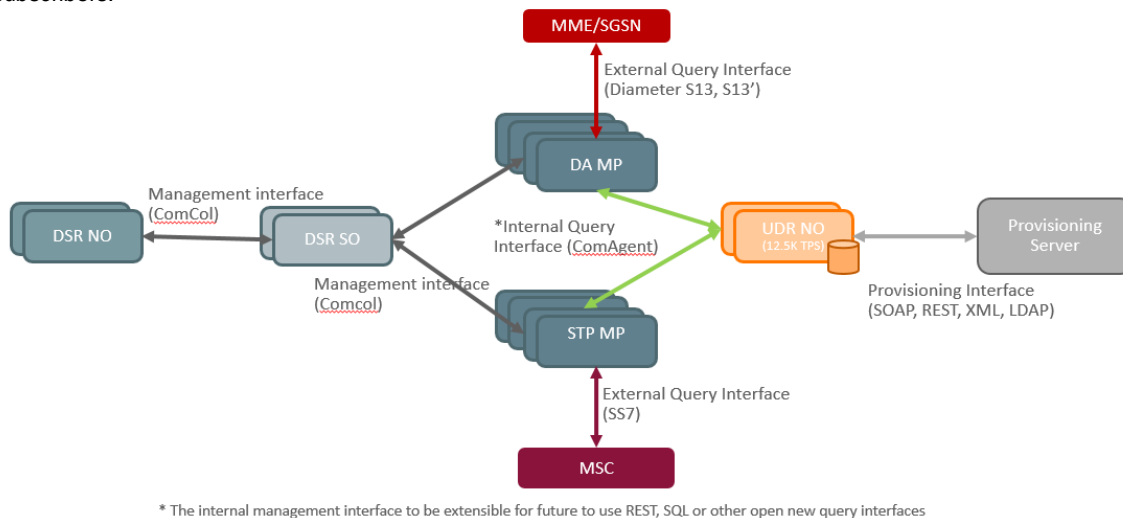 subscribers.
MME/SGSN
External Query Interface
(Diameter S13, S13’)
DA MP
Management interface
(ComCol)
*Internal Query
Interface (ComAgent)
DSR NO
DSR SO
UDR NO
(12.5K TPS)
Provisioning
Server
Management interface
(Comcol)
Provisioning Interface
(SOAP, REST, XML, LDAP)
STP MP
External Query Interface
(SS7)
MSC
* The internal management interface to be extensible for future to use REST, SQL or other open new query interfaces